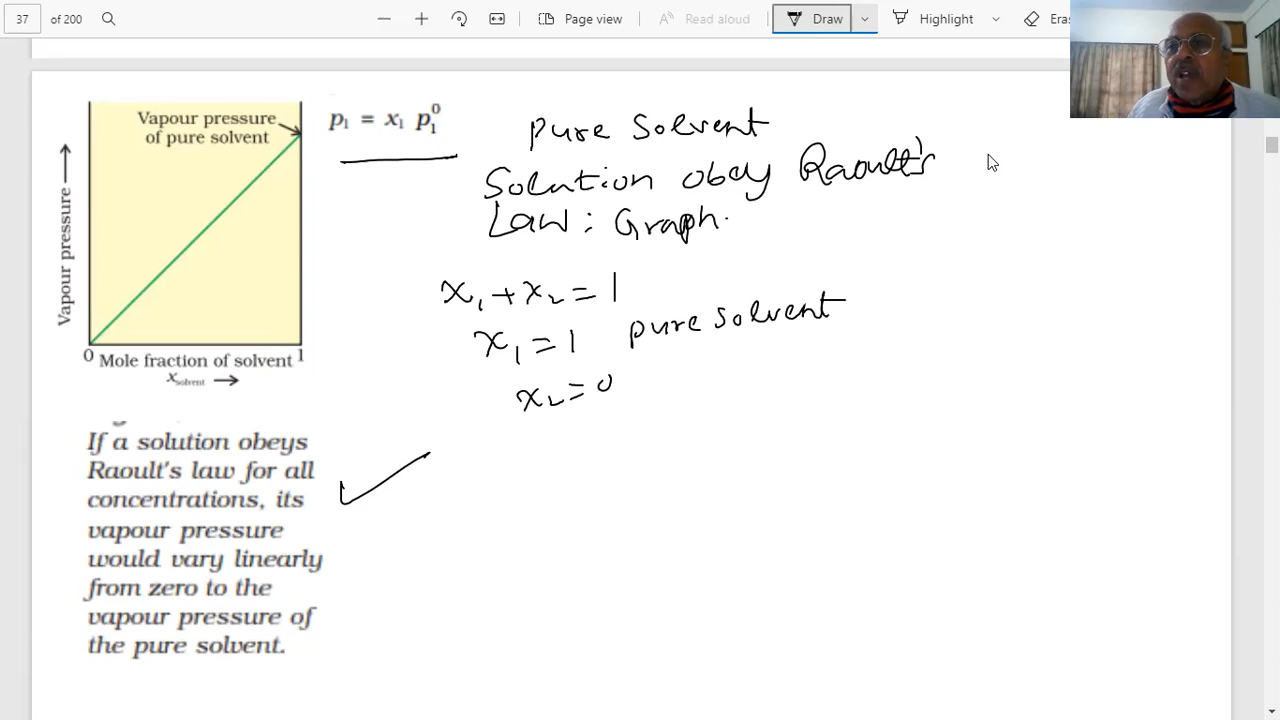 37 of 200
Page view
Read aloud
Draw
Highlight
Eras
Vapour pressure
of pure solvent
Vapour pressure
0 Mole fraction of solvent 1
x solvent
p₁ = x₁ p₁⁰
pure solvent
Solution obey Raoult's
Law : Graph.
x₁ + x₂ = 1
x₁ = 1 pure solvent
x₂ = 0
If a solution obeys
Raoult's law for all
concentrations, its
vapour pressure
would vary linearly
from zero to the
vapour pressure of
the pure solvent.